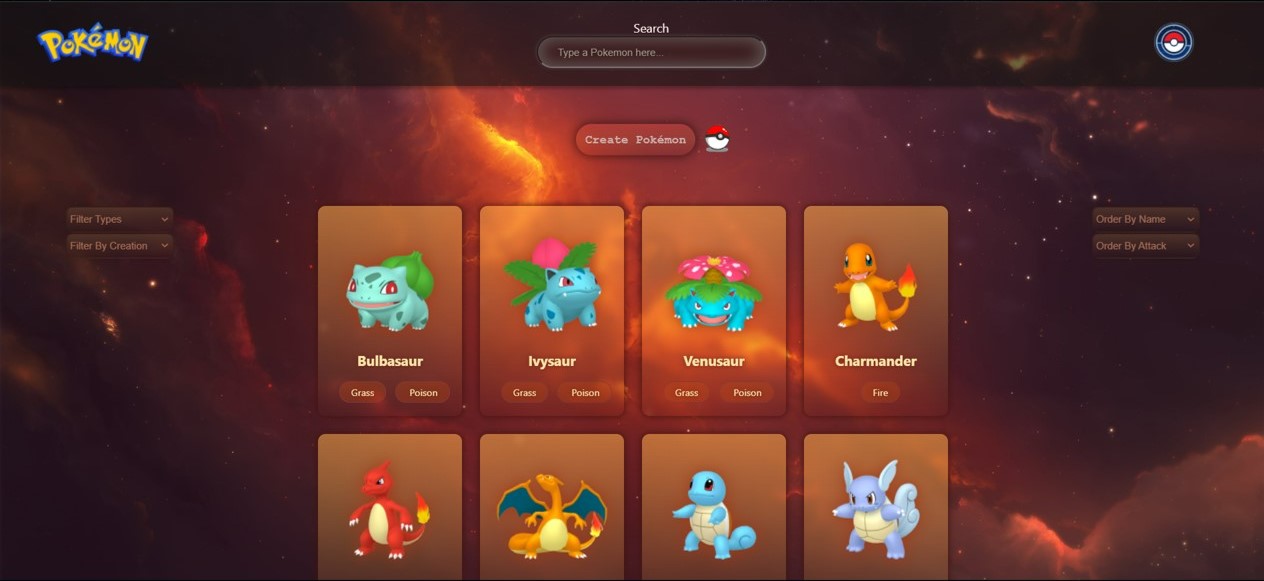 POKÉMON
Search
Type a Pokemon here...
Create Pokémon
Filter Types
Filter By Creation
Order By Name
Order By Attack
Bulbasaur
Ivysaur
Venusaur
Charmander
Grass Poison
Grass Poison
Grass Poison
Fire